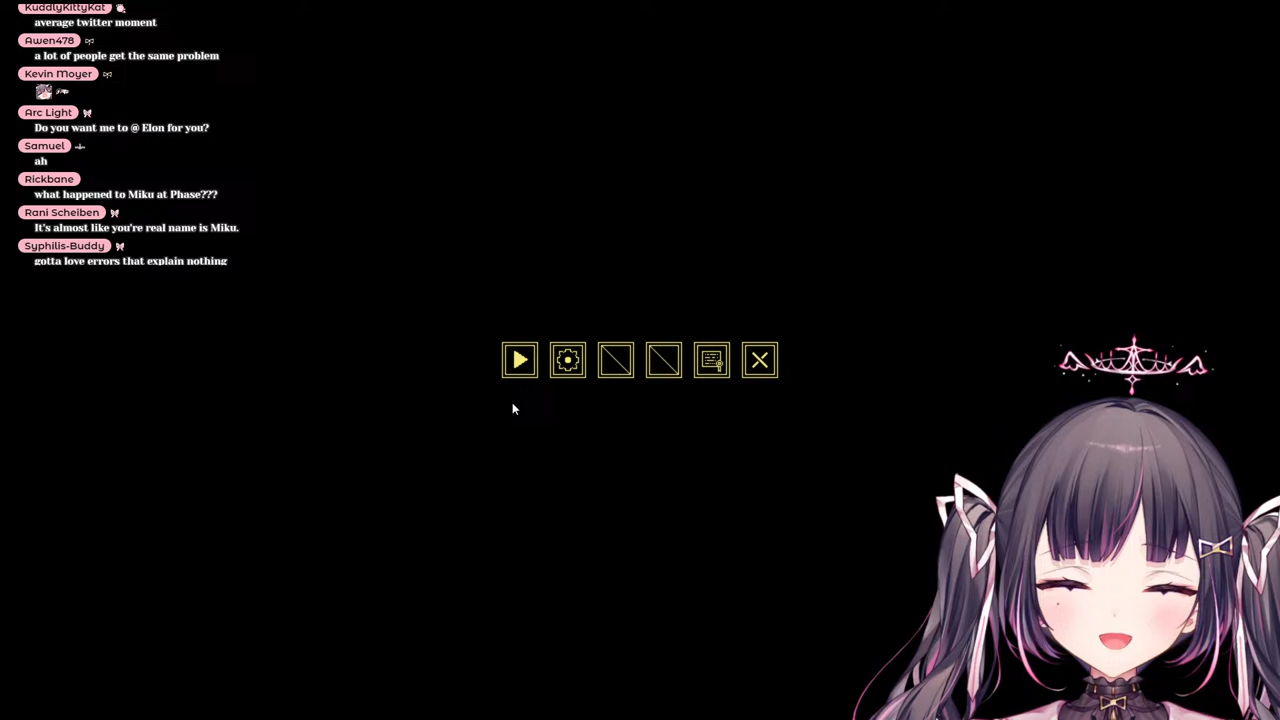 KuddlyKittyKat
average twitter moment
Awen478
a lot of people get the same problem
Kevin Moyer
Arc Light
Do you want me to @ Elon for you?
Samuel
ah
Rickbane
what happened to Miku at Phase???
Rani Scheiben
It's almost like you're real name is Miku.
Syphilis-Buddy
gotta love errors that explain nothing